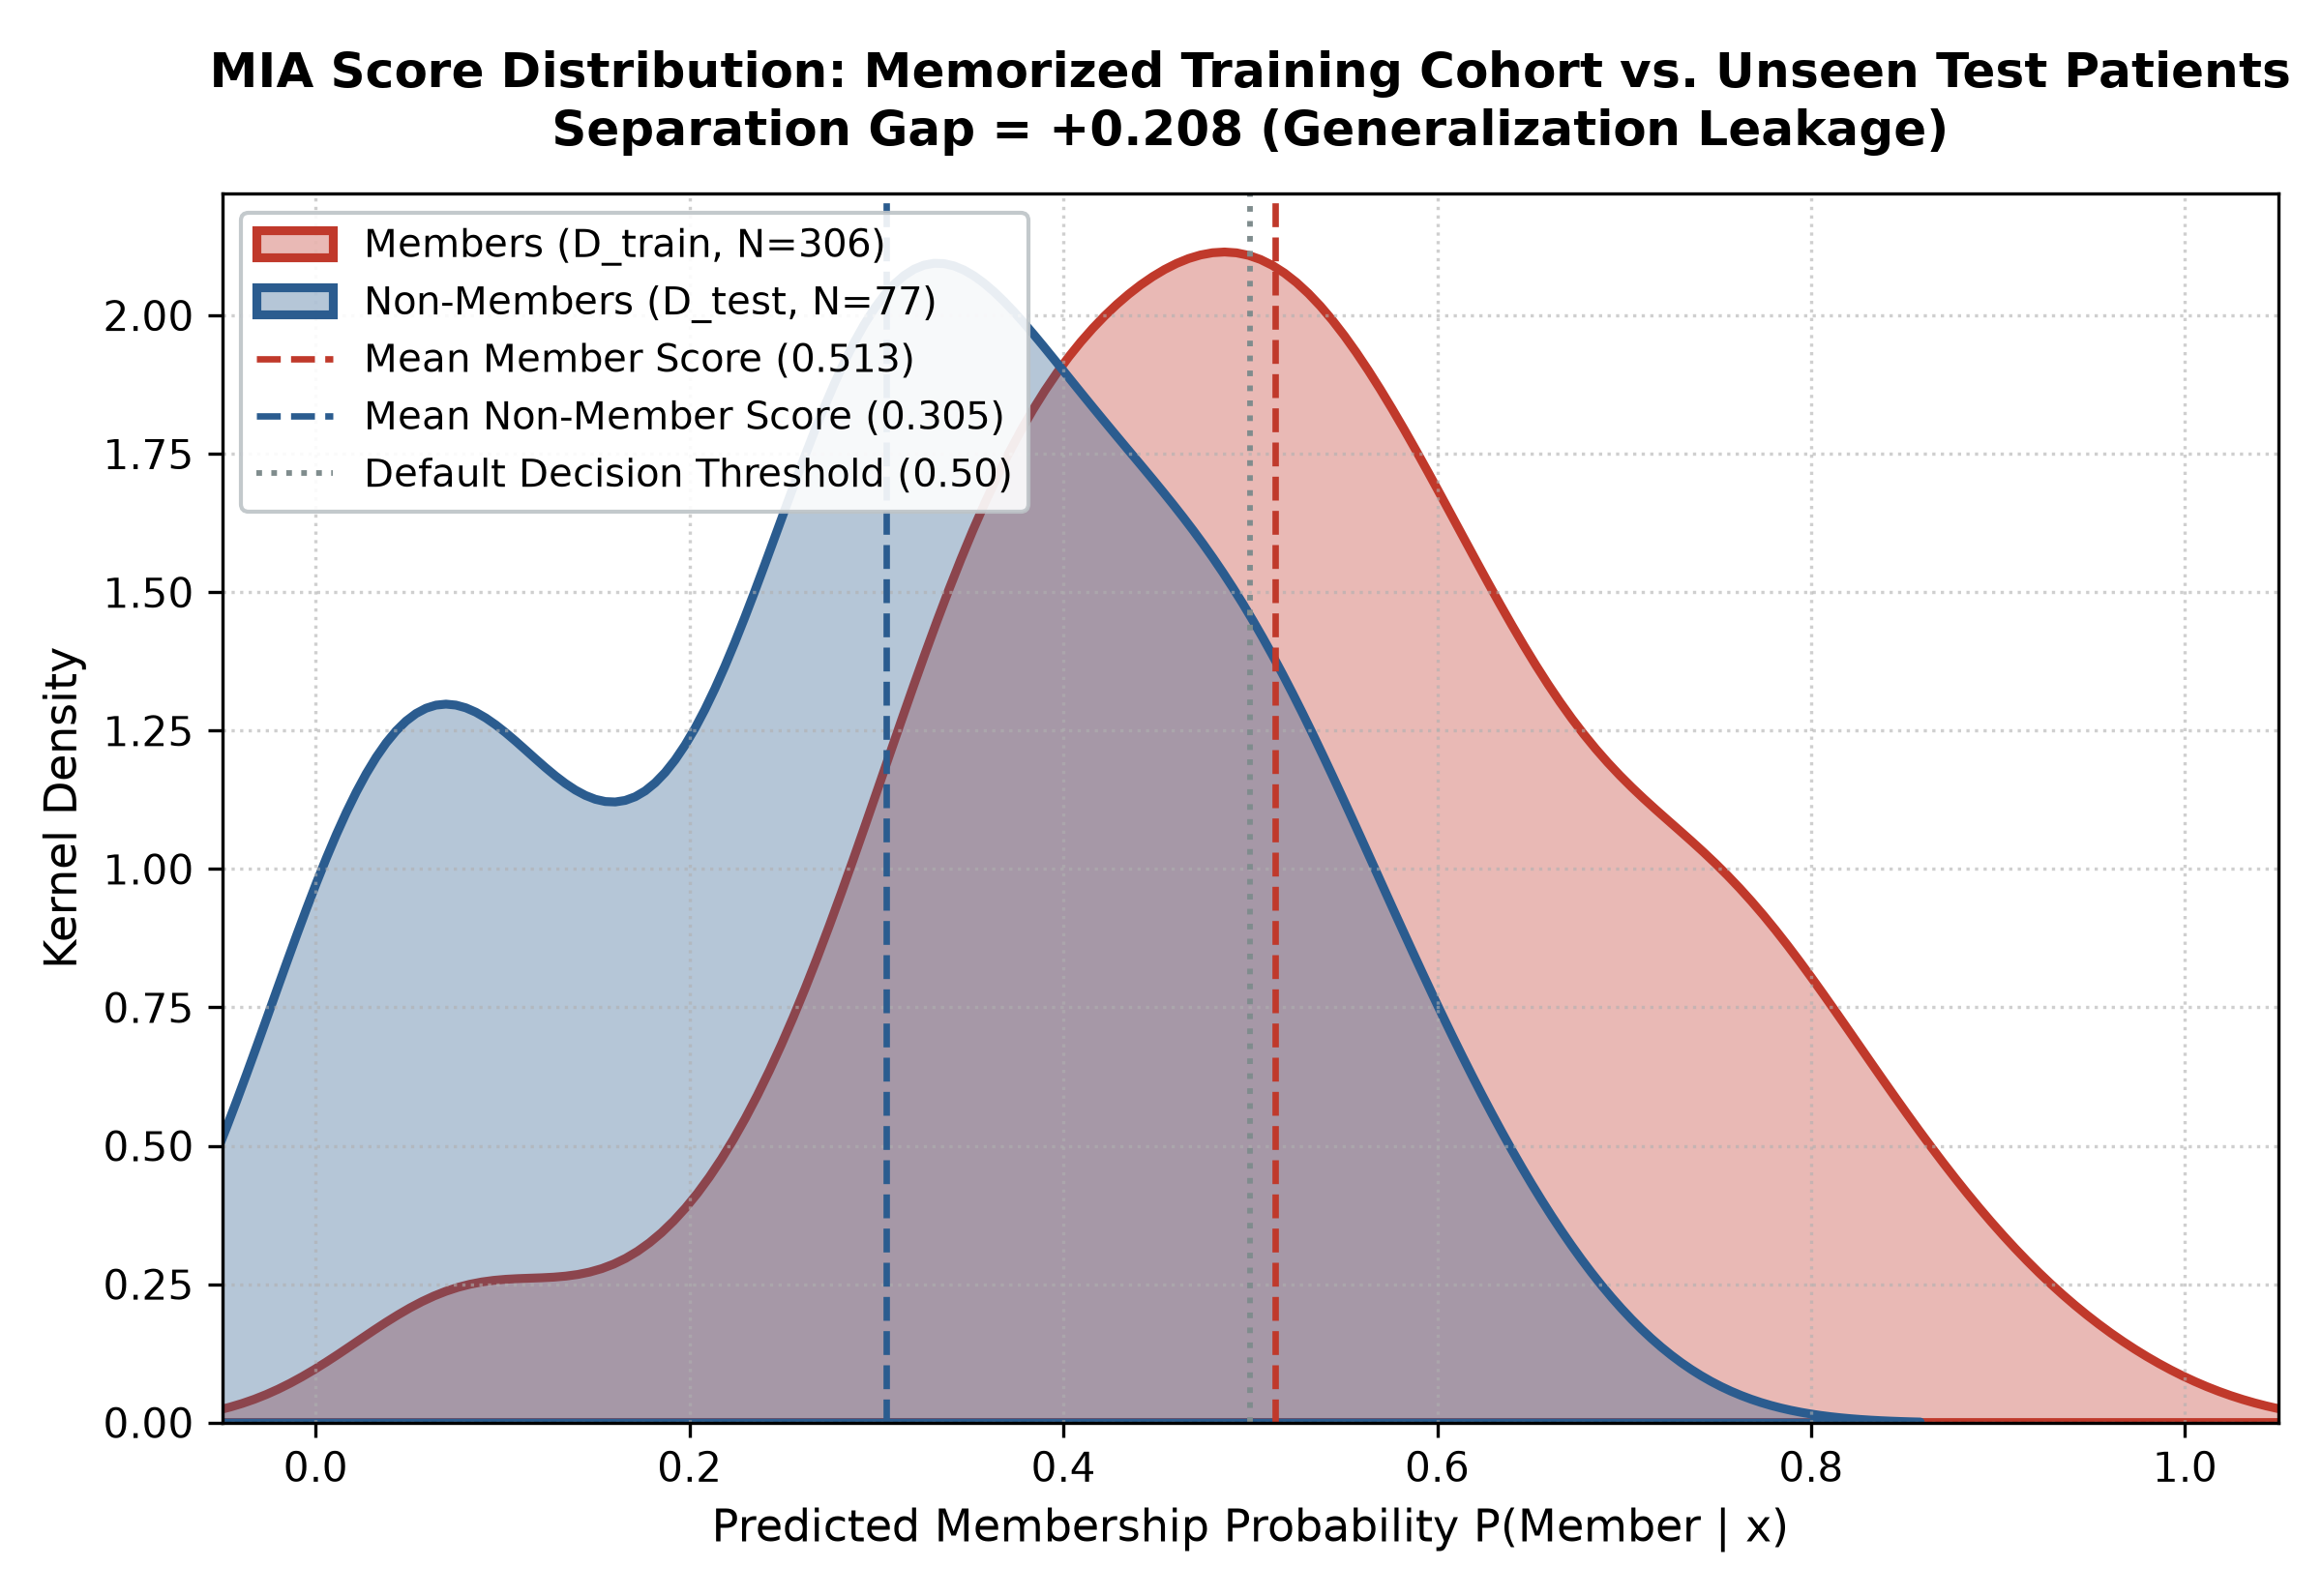 MIA Score Distribution: Memorized Training Cohort vs. Unseen Test Patients
Separation Gap = +0.208 (Generalization Leakage)
Members (D_train, N=306)
Non-Members (D_test, N=77)
Mean Member Score (0.513)
Mean Non-Member Score (0.305)
Default Decision Threshold (0.50)
Kernel Density
2.00
1.75
1.50
1.25
1.00
0.75
0.50
0.25
0.00
0.0 0.2 0.4 0.6 0.8 1.0
Predicted Membership Probability P(Member | x)